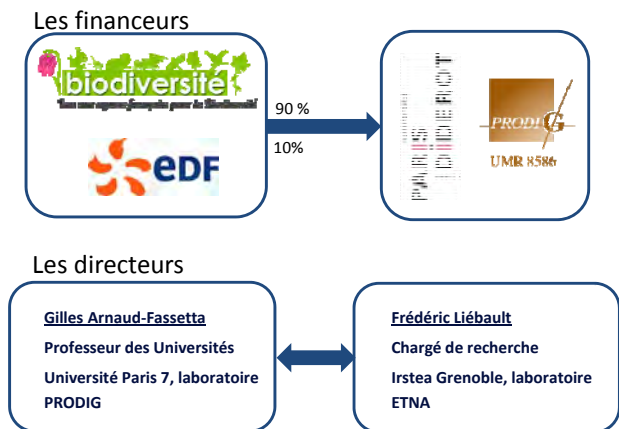 Les financeurs
biodiversité
eDF
90 %
10%
PARIS
DIDEROT
PRODIG
UMR 8586
Les directeurs
Gilles Arnaud-Fassetta
Professeur des Universités
Université Paris 7, laboratoire
PRODIG
Frédéric Liébault
Chargé de recherche
Irstea Grenoble, laboratoire
ETNA